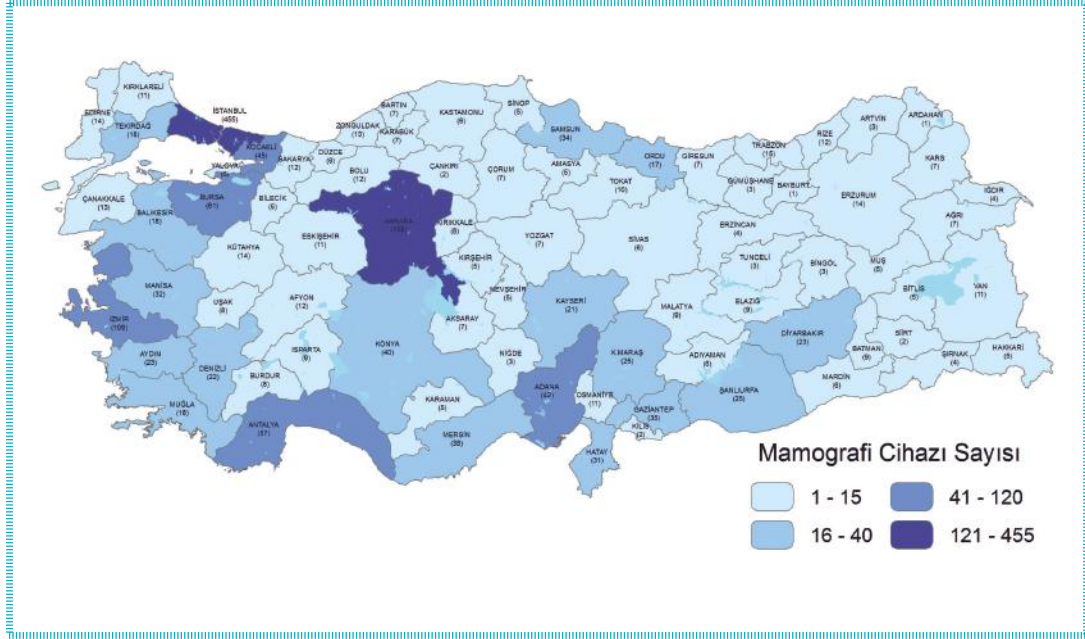 KIRKLARELİ
(11)
EDİRNE
(14)
TEKİRDAĞ
(18)
İSTANBUL
(455)
KOCAELİ
(45)
YALOVA
SAKARYA
(12)
DÜZCE
(9)
ZONGULDAK
(13)
BARTIN
(7)
KARABÜK
(7)
KASTAMONU
(6)
SİNOP
(5)
SAMSUN
(34)
ORDU
(17)
GİRESUN
(7)
TRABZON
(15)
RİZE
(12)
ARTVİN
(3)
ARDAHAN
(1)
KARS
(7)
IĞDIR
(4)
AĞRI
(7)
ERZURUM
(14)
BAYBURT
(1)
GÜMÜŞHANE
(3)
ERZİNCAN
(4)
TOKAT
(10)
AMASYA
(5)
ÇORUM
(7)
ÇANKIRI
(2)
BOLU
(12)
BİLECİK
(5)
BURSA
(81)
ÇANAKKALE
(13)
BALIKESİR
(18)
KÜTAHYA
(14)
ESKİŞEHİR
(11)
ANKARA
KIRIKKALE
(8)
KIRŞEHİR
(5)
YOZGAT
(7)
SİVAS
(6)
TUNCELİ
(3)
BİNGÖL
(3)
MUŞ
(5)
BİTLİS
(5)
VAN
(11)
HAKKARİ
(5)
ŞIRNAK
(4)
SİİRT
(2)
BATMAN
(9)
MARDİN
(6)
DİYARBAKIR
(23)
ELAZIĞ
(9)
MALATYA
(9)
ADIYAMAN
(6)
ŞANLIURFA
(25)
GAZİANTEP
(35)
KİLİS
(2)
HATAY
(31)
OSMANİYE
(11)
K.MARAŞ
(25)
KAYSERİ
(21)
NEVŞEHİR
(5)
NİĞDE
(3)
AKSARAY
(7)
ADANA
(42)
MERSİN
(39)
KARAMAN
(5)
KONYA
(40)
ANTALYA
(57)
ISPARTA
(9)
BURDUR
(8)
AFYON
(12)
UŞAK
(8)
DENİZLİ
(22)
MUĞLA
(18)
AYDIN
(23)
İZMİR
(109)
MANİSA
(32)
Mamografi Cihazı Sayısı
1 - 15
41 - 120
16 - 40
121 - 455